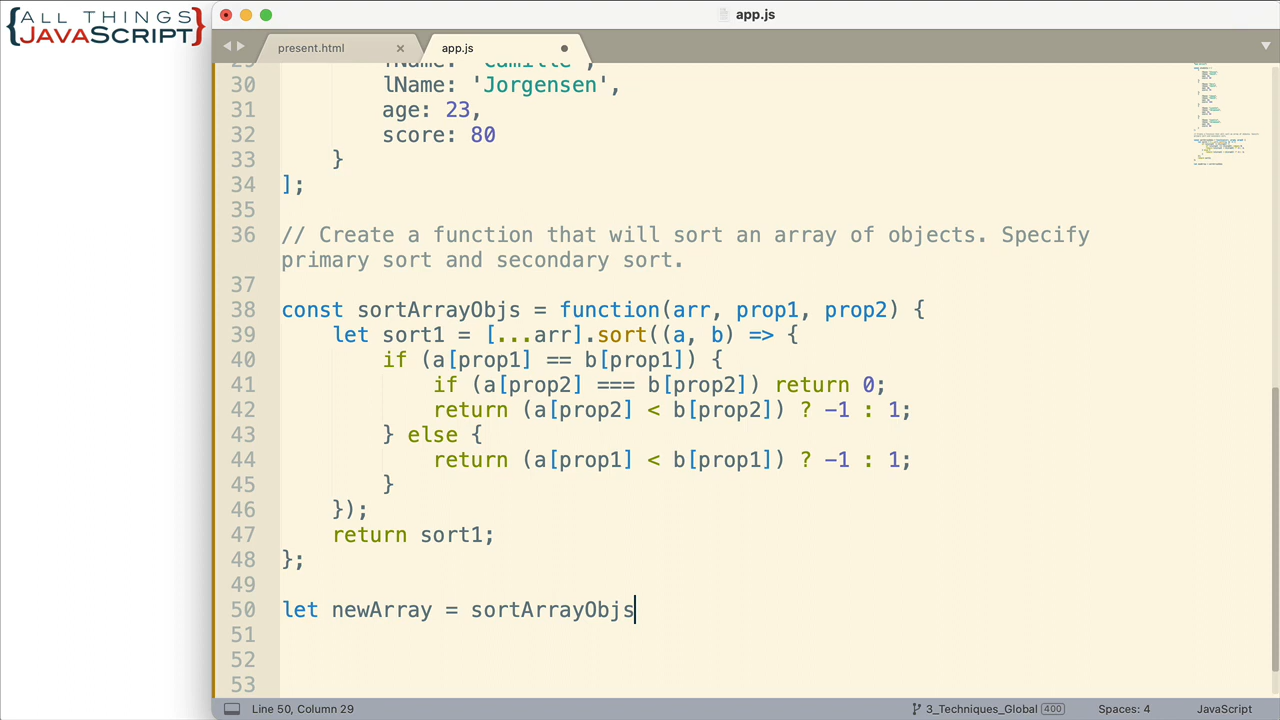 ALL THINGS
JAVASCRIPT
app.js
present.html
app.js
30 lName: 'Jorgensen',
31 age: 23,
32 score: 80
33 }
34 ];
35
36 // Create a function that will sort an array of objects. Specify
primary sort and secondary sort.
37
38 const sortArrayObjs = function(arr, prop1, prop2) {
39 let sort1 = [...arr].sort((a, b) => {
40 if (a[prop1] == b[prop1]) {
41 if (a[prop2] === b[prop2]) return 0;
42 return (a[prop2] < b[prop2]) ? -1 : 1;
43 } else {
44 return (a[prop1] < b[prop1]) ? -1 : 1;
45 }
46 });
47 return sort1;
48 };
49
50 let newArray = sortArrayObjs
51
52
53
Line 50, Column 29
3_Techniques_Global 400
Spaces: 4
JavaScript